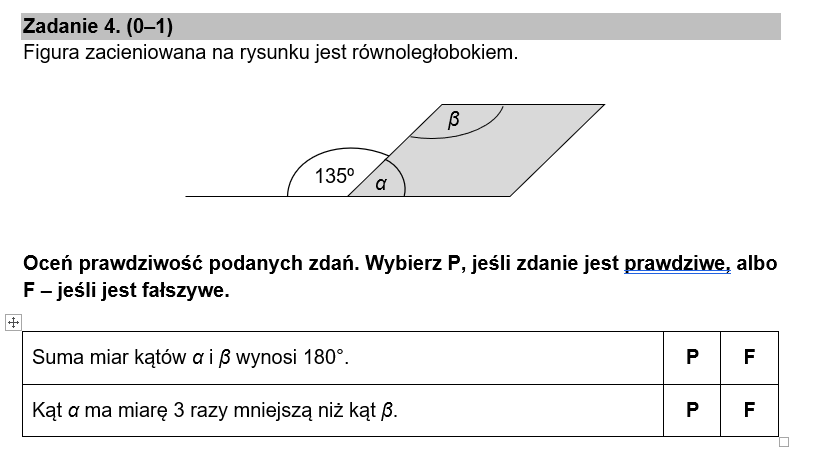 Zadanie 4. (0–1)
Figura zacieniowana na rysunku jest równoległobokiem.
β
135º
α
Oceń prawdziwość podanych zdań. Wybierz P, jeśli zdanie jest prawdziwe, albo
F – jeśli jest fałszywe.
Suma miar kątów α i β wynosi 180°. P F
Kąt α ma miarę 3 razy mniejszą niż kąt β. P F